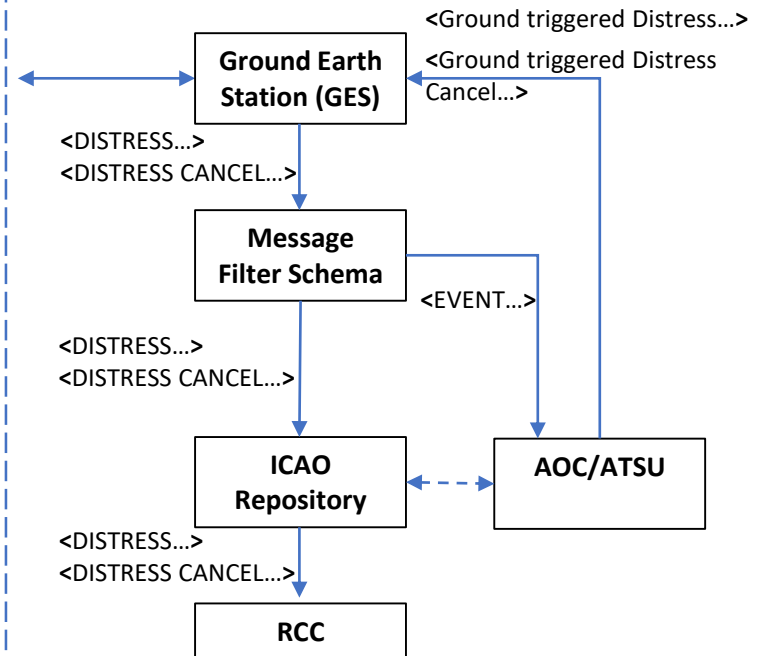 <Ground triggered Distress...>
<Ground triggered Distress
Cancel...>
Ground Earth
Station (GES)
<DISTRESS...>
<DISTRESS CANCEL...>
Message
Filter Schema
<EVENT...>
<DISTRESS...>
<DISTRESS CANCEL...>
ICAO
Repository
AOC/ATSU
<DISTRESS...>
<DISTRESS CANCEL...>
RCC